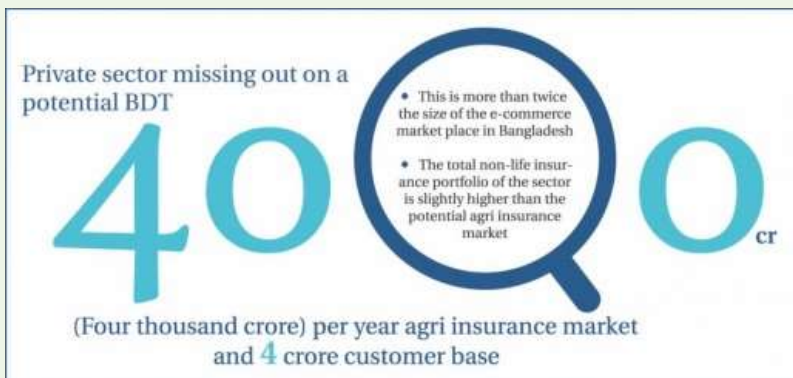 Private sector missing out on a
potential BDT
• This is more than twice
the size of the e-commerce
market place in Bangladesh
• The total non-life insur-
ance portfolio of the sector
is slightly higher than the
potential agri insurance
market
40 0 cr
(Four thousand crore) per year agri insurance market
and 4 crore customer base